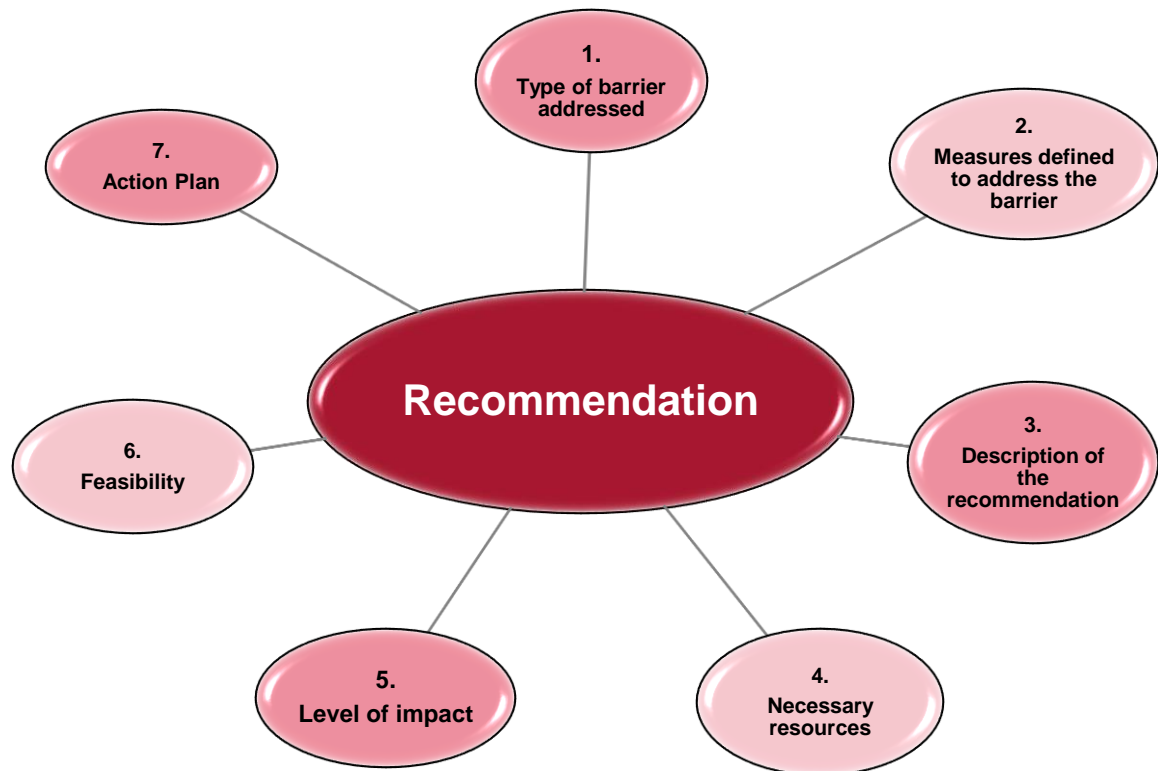 1.
Type of barrier
addressed
2.
Measures defined
to address the
barrier
3.
Description of
the
recommendation
4.
Necessary
resources
5.
Level of impact
6.
Feasibility
7.
Action Plan
Recommendation